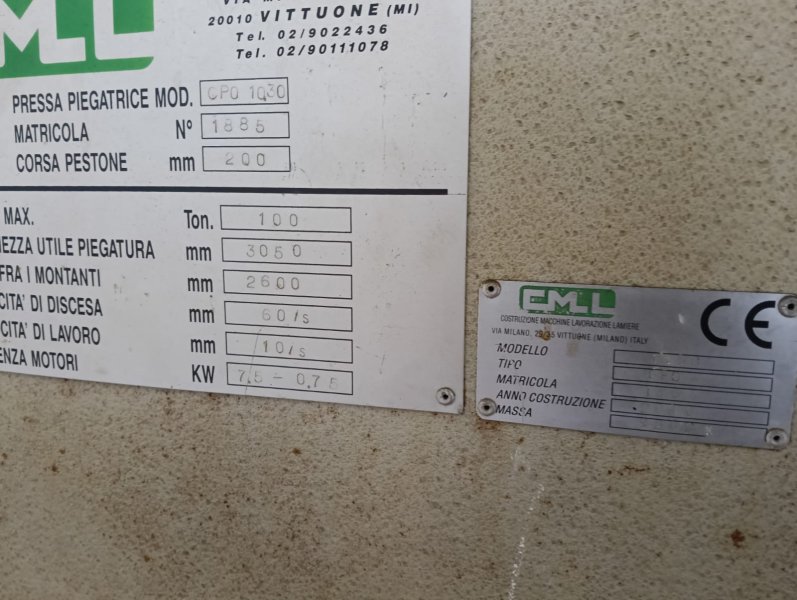 VIA M
20010 VITTUONE (MI)
Tel. 02/9022436
Tel. 02/90111078
PRESSA PIEGATRICE MOD. CPO 1030
MATRICOLA Nº 1885
CORSA PESTONE mm 200
MAX. Ton. 100
EZZA UTILE PIEGATURA mm 3050
FRA I MONTANTI mm 2600
CITA' DI DISCESA mm 60/s
CITA' DI LAVORO mm 10/s
ENZA MOTORI KW 7,5 - 0,75
CMLL CE
COSTRUZIONE MACCHINE LAVORAZIONE LAMIERE
VIA MILANO, 29/35 VITTUONE (MILANO) ITALY
MODELLO
TIPO
MATRICOLA
ANNO COSTRUZIONE
MASSA